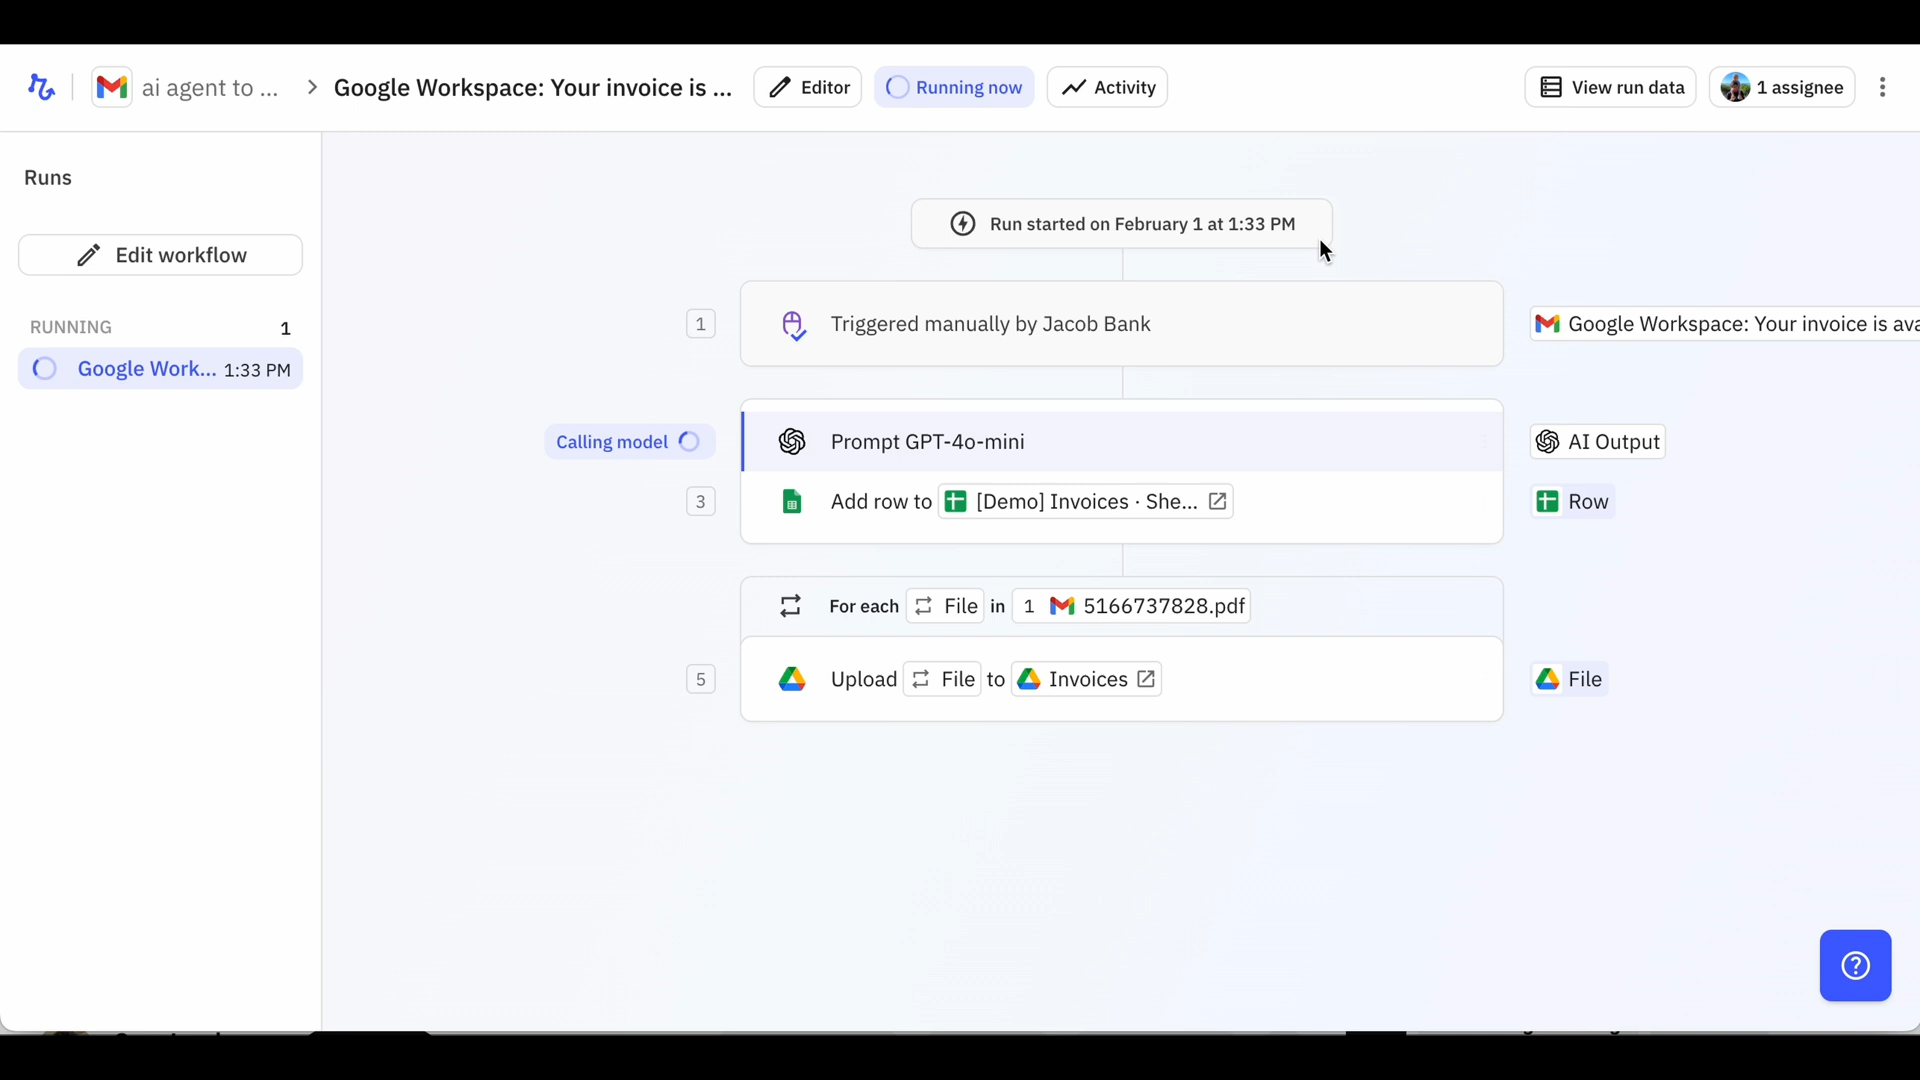 ai agent to ...
Google Workspace: Your invoice is ...
Editor
Running now
Activity
View run data
1 assignee
Runs
Edit workflow
RUNNING 1
Google Work... 1:33 PM
Run started on February 1 at 1:33 PM
1
Triggered manually by Jacob Bank
Google Workspace: Your invoice is ava
Calling model
Prompt GPT-4o-mini
AI Output
3
Add row to [Demo] Invoices · She...
Row
For each File in 1 5166737828.pdf
5
Upload File to Invoices
File